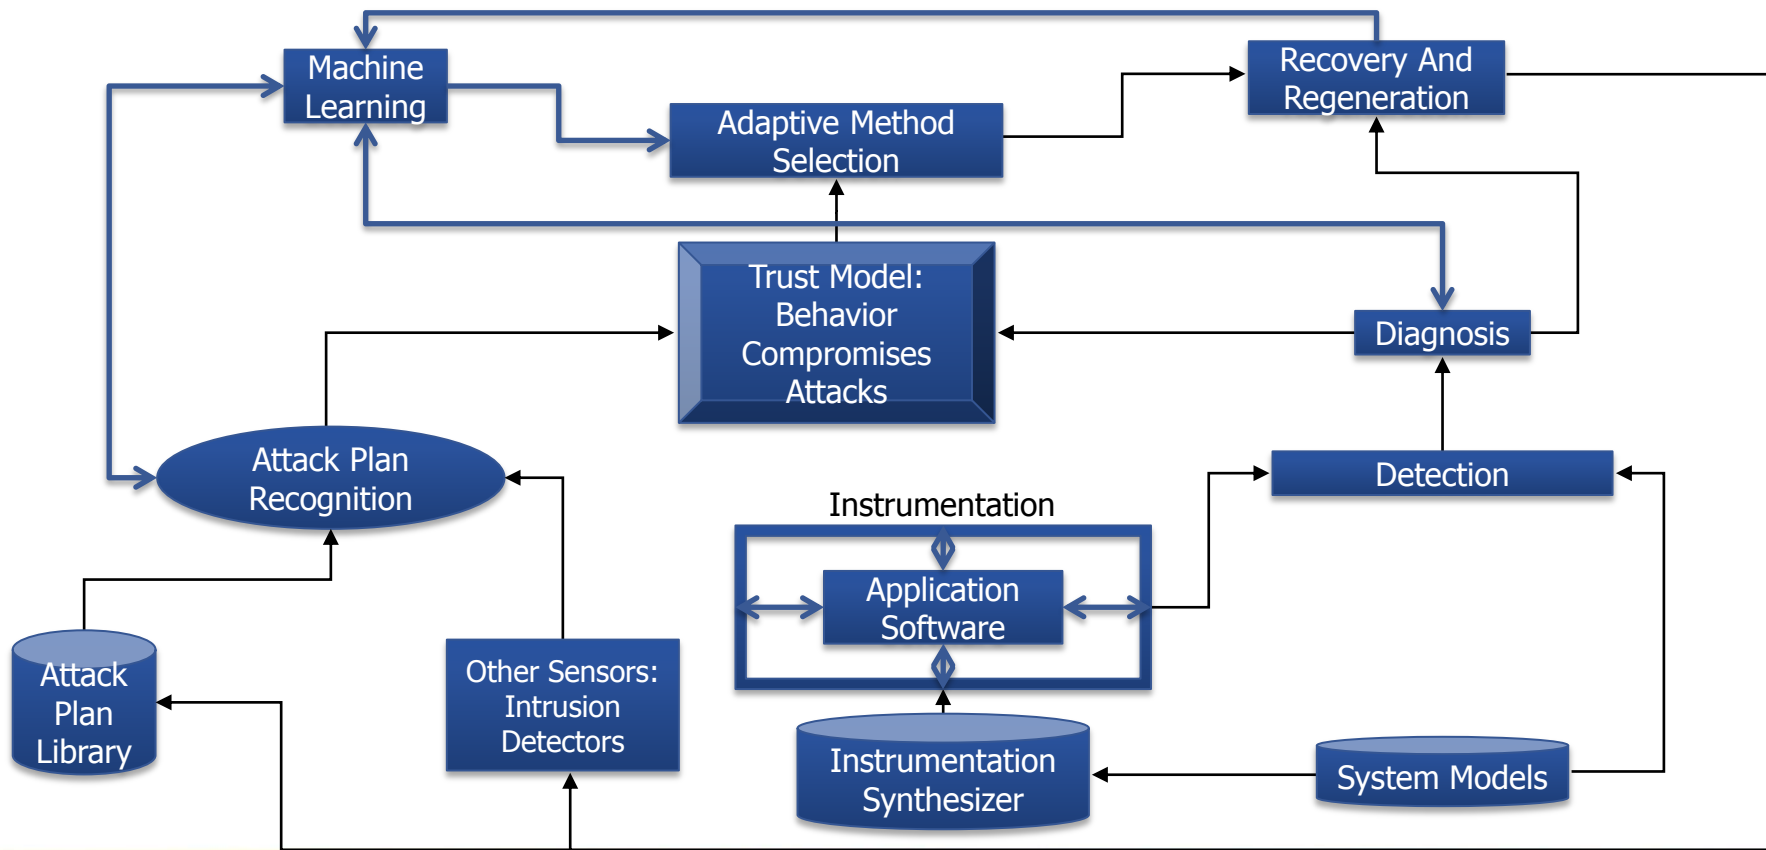 Machine
Learning
Recovery And
Regeneration
Adaptive Method
Selection
Trust Model:
Behavior
Compromises
Attacks
Diagnosis
Attack Plan
Recognition
Detection
Instrumentation
Application
Software
Attack
Plan
Library
Other Sensors:
Intrusion
Detectors
Instrumentation
Synthesizer
System Models